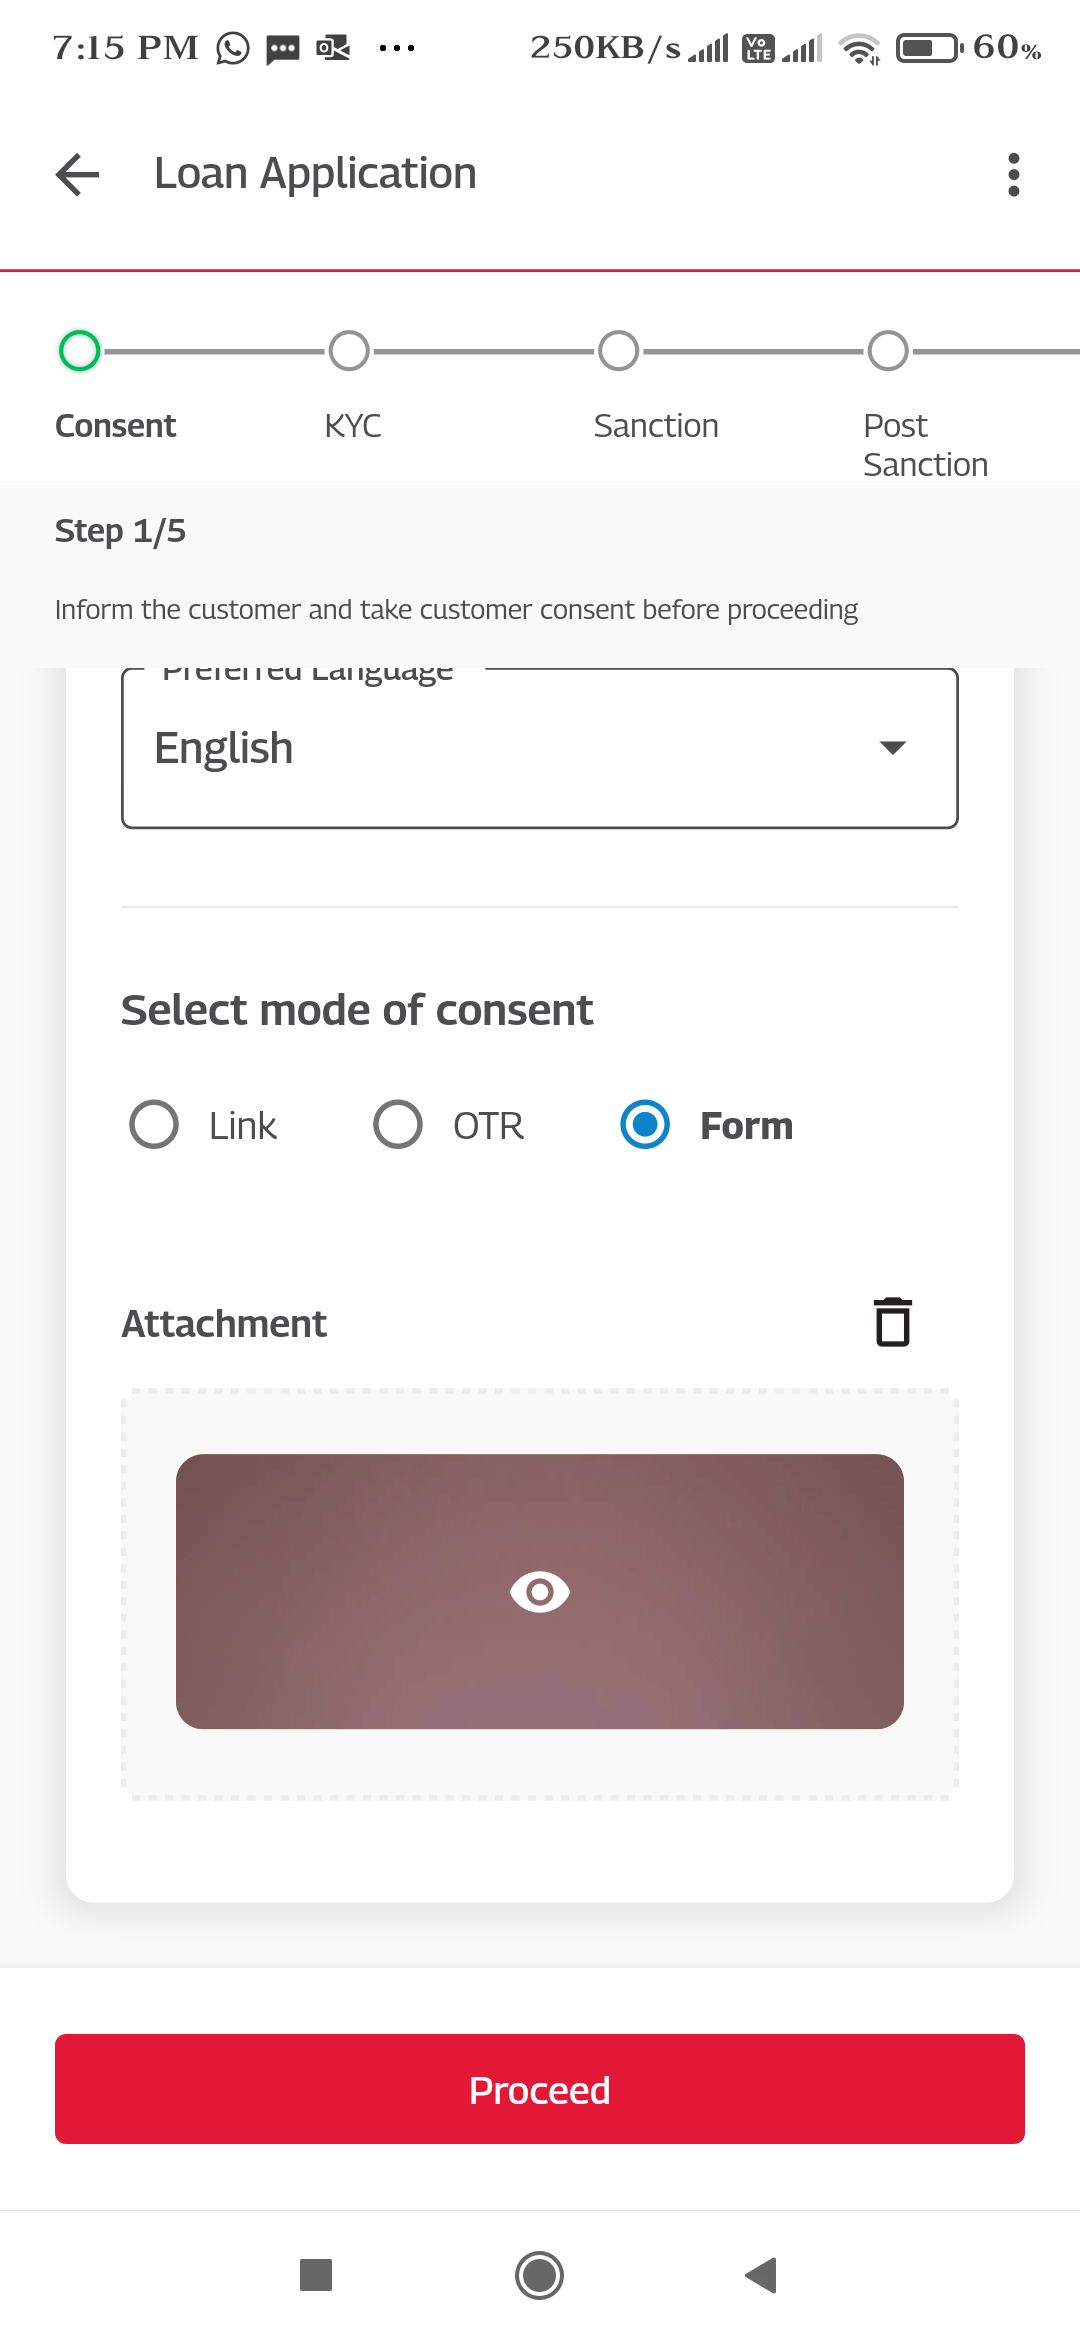 7:15 PM 250KB/s Vo LTE 60%
Loan Application
Consent KYC Sanction Post Sanction
Step 1/5
Inform the customer and take customer consent before proceeding
Preferred Language
English
Select mode of consent
Link OTR Form
Attachment
Proceed